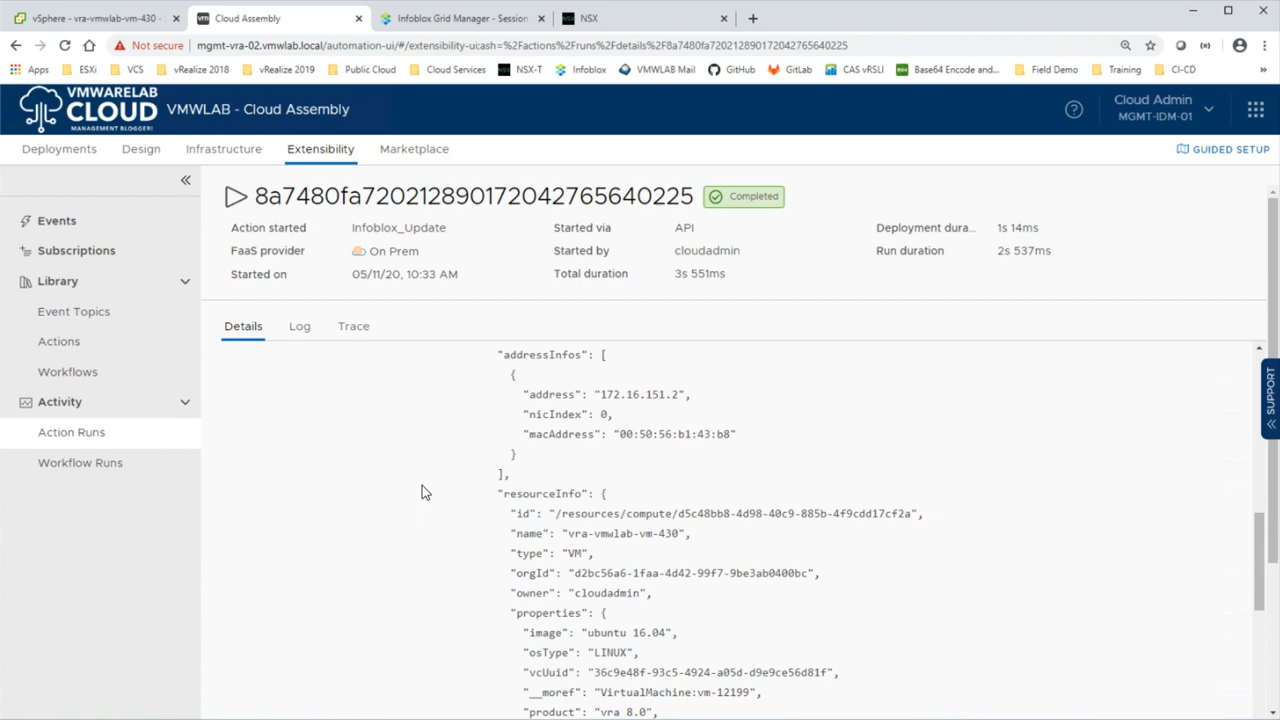 vSphere - vra-vmwlab-vm-430 -
Cloud Assembly
Infoblox Grid Manager - Session
NSX
Not secure mgmt-vra-02.vmwlab.local/automation-ui/#/extensibility-ui;ash=%2Factions%2Fruns%2Fdetails%2F8a7480fa720212890172042765640225
Apps ESXi VCS vRealize 2018 vRealize 2019 Public Cloud Cloud Services NSX-T Infoblox VMWLAB Mail GitHub GitLab CAS vRSLI Base64 Encode and... Field Demo Training CI-CD »
VMWARELAB
CLOUD
MANAGEMENT BLOGGER!
VMWLAB - Cloud Assembly
Cloud Admin
MGMT-IDM-01
Deployments Design Infrastructure Extensibility Marketplace GUIDED SETUP
Events
Subscriptions
Library
Event Topics
Actions
Workflows
Activity
Action Runs
Workflow Runs
8a7480fa720212890172042765640225 Completed
Action started Infoblox_Update Started via API Deployment dura... 1s 14ms
FaaS provider On Prem Started by cloudadmin Run duration 2s 537ms
Started on 05/11/20, 10:33 AM Total duration 3s 551ms
Details Log Trace
"addressInfos": [
{
"address": "172.16.151.2",
"nicIndex": 0,
"macAddress": "00:50:56:b1:43:b8"
}
],
"resourceInfo": {
"id": "/resources/compute/d5c48bb8-4d98-40c9-885b-4f9cdd17cf2a",
"name": "vra-vmwlab-vm-430",
"type": "VM",
"orgId": "d2bc56a6-1faa-4d42-99f7-9be3ab0400bc",
"owner": "cloudadmin",
"properties": {
"image": "ubuntu 16.04",
"osType": "LINUX",
"vcUuid": "36c9e48f-93c5-4924-a05d-d9e9ce56d81f",
"__moref": "VirtualMachine:vm-12199",
"product": "vra 8.0",
SUPPORT